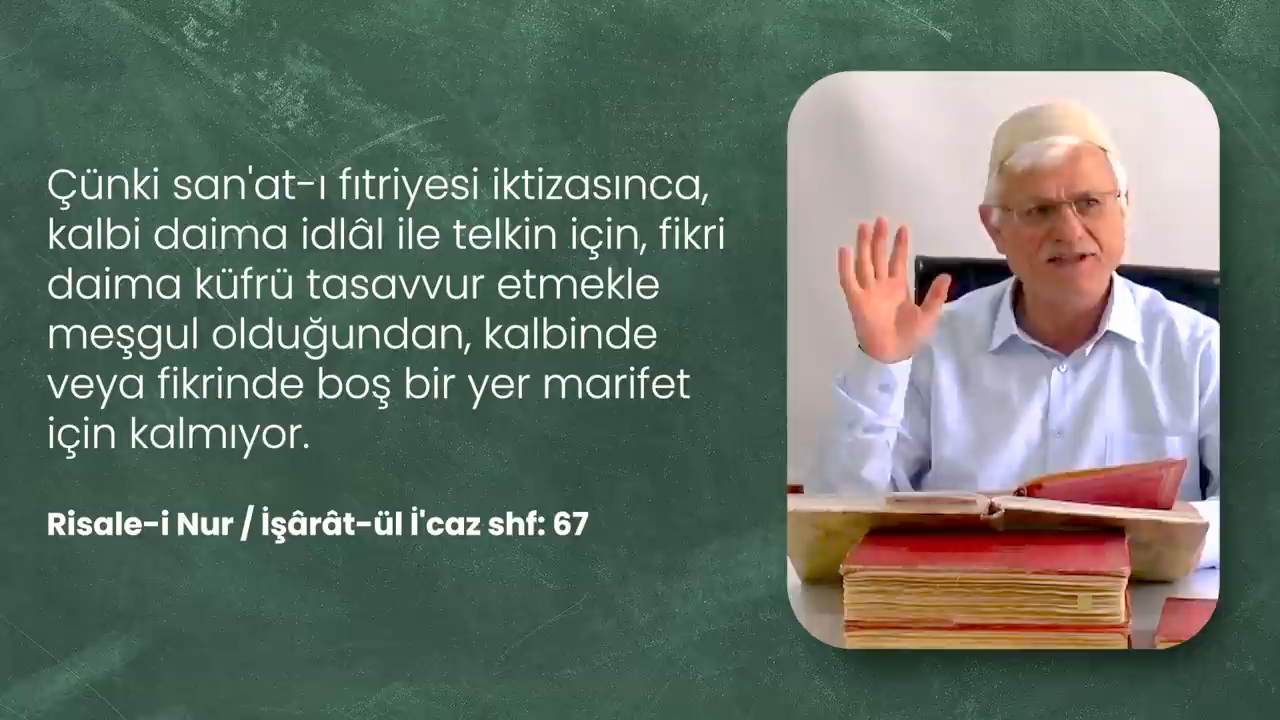 Çünki san'at-ı fıtriyesi iktizasınca,
kalbi daima idlâl ile telkin için, fikri
daima küfrü tasavvur etmekle
meşgul olduğundan, kalbinde
veya fikrinde boş bir yer marifet
için kalmıyor.
Risale-i Nur / İşârât-ül İ'caz shf: 67